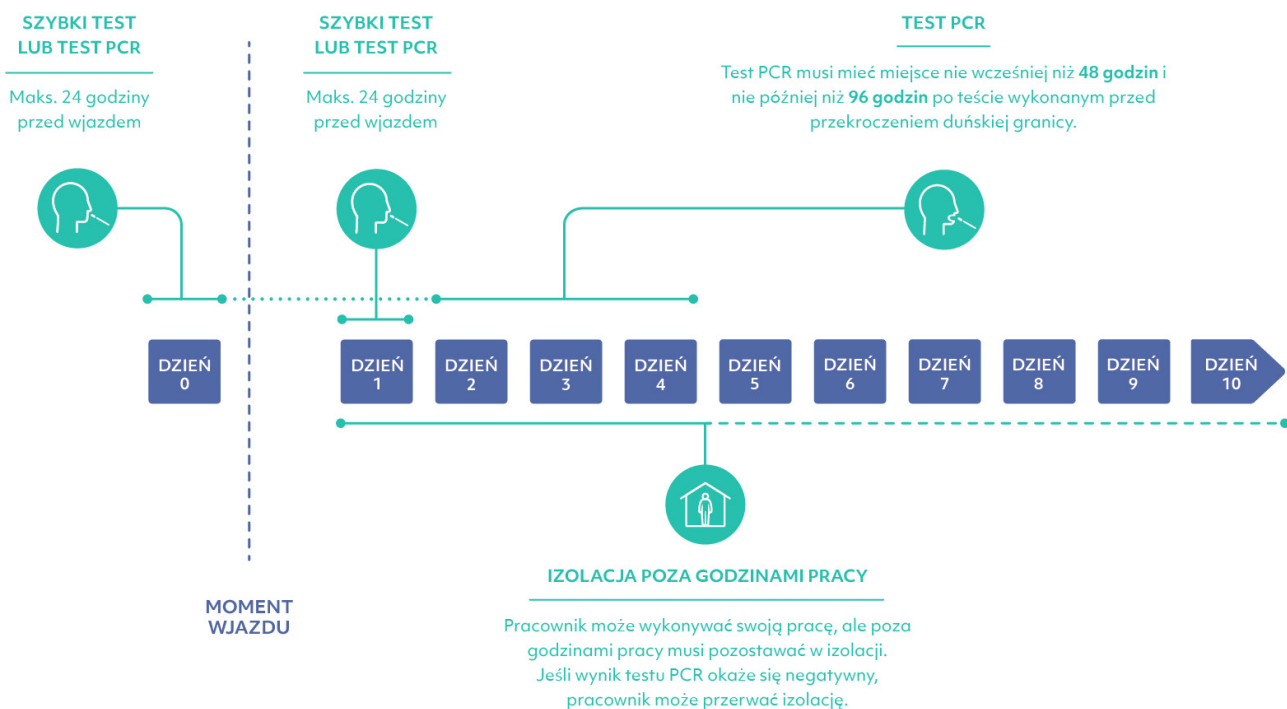 SZYBKI TEST
LUB TEST PCR
Maks. 24 godziny
przed wjazdem
SZYBKI TEST
LUB TEST PCR
Maks. 24 godziny
przed wjazdem
TEST PCR
Test PCR musi mieć miejsce nie wcześniej niż 48 godzin i
nie później niż 96 godzin po teście wykonanym przed
przekroczeniem duńskiej granicy.
DZIEŃ
0
DZIEŃ
1
DZIEŃ
2
DZIEŃ
3
DZIEŃ
4
DZIEŃ
5
DZIEŃ
6
DZIEŃ
7
DZIEŃ
8
DZIEŃ
9
DZIEŃ
10
MOMENT
WJAZDU
IZOLACJA POZA GODZINAMI PRACY
Pracownik może wykonywać swoją pracę, ale poza
godzinami pracy musi pozostawać w izolacji.
Jeśli wynik testu PCR okaże się negatywny,
pracownik może przerwać izolację.